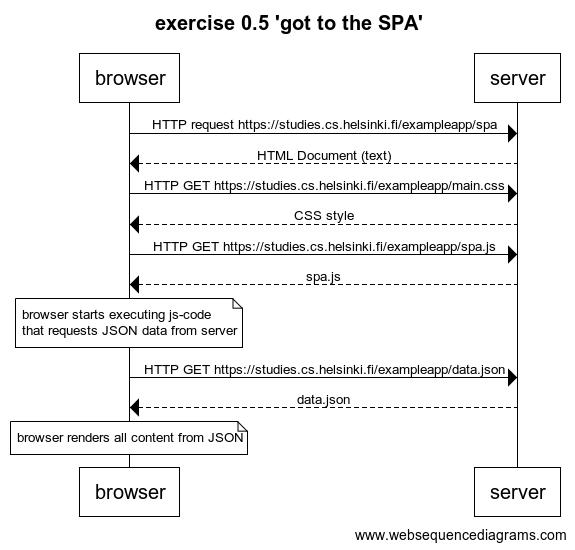 exercise 0.5 'got to the SPA'
browser
server
HTTP request https://studies.cs.helsinki.fi/exampleapp/spa
HTML Document (text)
HTTP GET https://studies.cs.helsinki.fi/exampleapp/main.css
CSS style
HTTP GET https://studies.cs.helsinki.fi/exampleapp/spa.js
spa.js
browser starts executing js-code
that requests JSON data from server
HTTP GET https://studies.cs.helsinki.fi/exampleapp/data.json
data.json
browser renders all content from JSON
browser
server
www.websequencediagrams.com